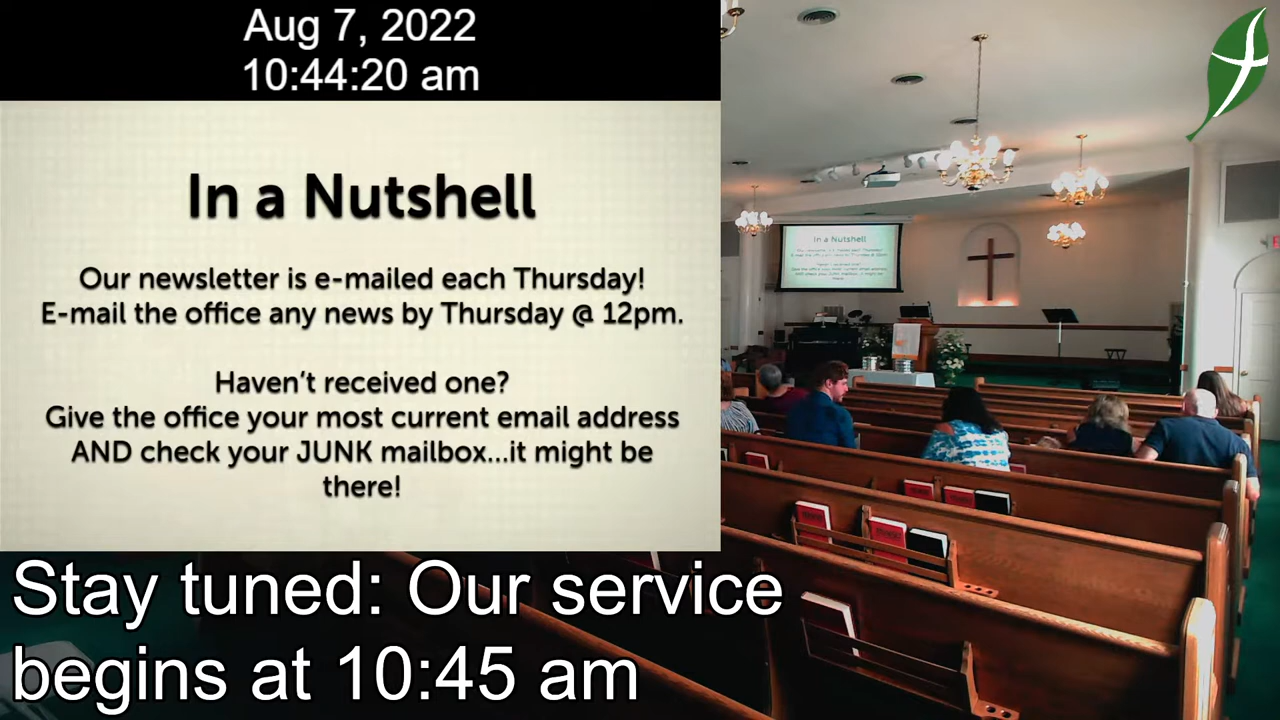 Aug 7, 2022
10:44:20 am
In a Nutshell
Our newsletter is e-mailed each Thursday!
E-mail the office any news by Thursday @ 12pm.
Haven't received one?
Give the office your most current email address
AND check your JUNK mailbox...it might be
there!
In a Nutshell
Stay tuned: Our service
begins at 10:45 am